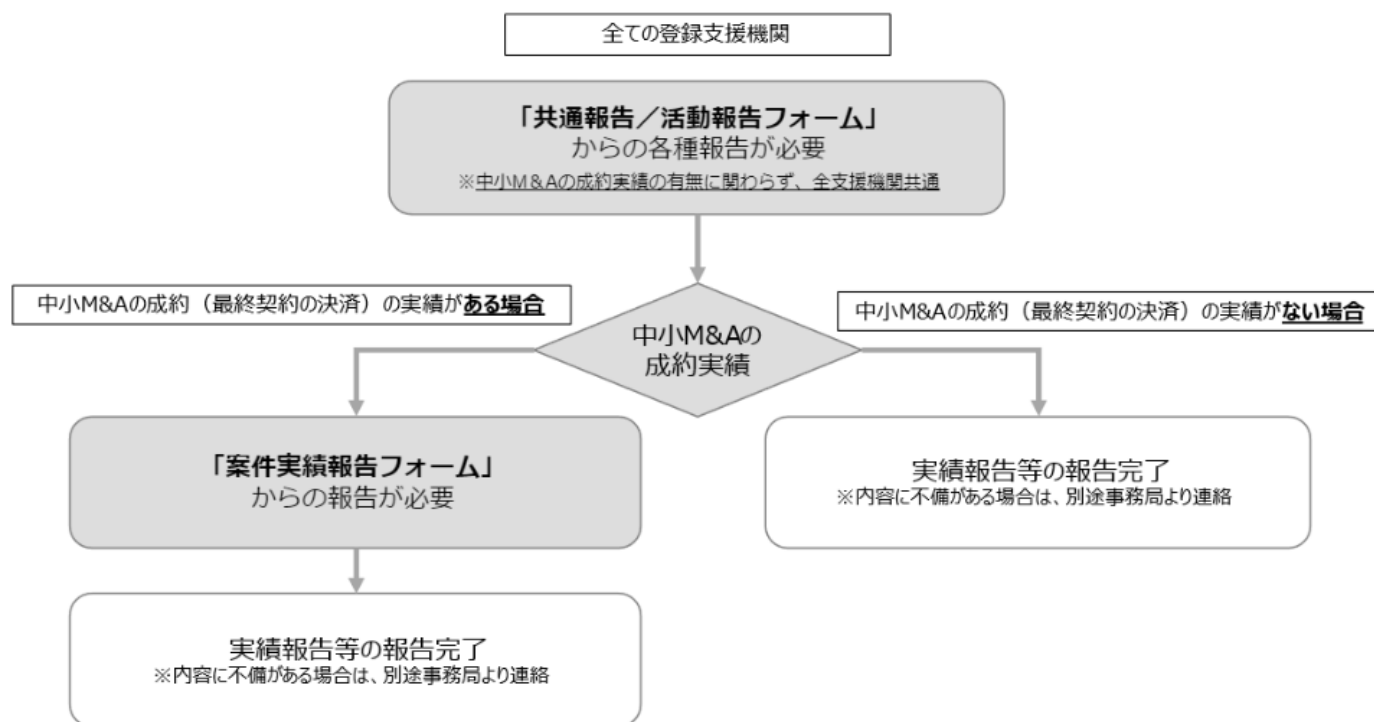 全ての登録支援機関
「共通報告／活動報告フォーム」
からの各種報告が必要
※中小M&Aの成約実績の有無に関わらず、全支援機関共通
中小M&Aの成約（最終契約の決済）の実績がある場合
中小M&Aの成約（最終契約の決済）の実績がない場合
中小M&Aの
成約実績
「案件実績報告フォーム」
からの報告が必要
実績報告等の報告完了
※内容に不備がある場合は、別途事務局より連絡
実績報告等の報告完了
※内容に不備がある場合は、別途事務局より連絡